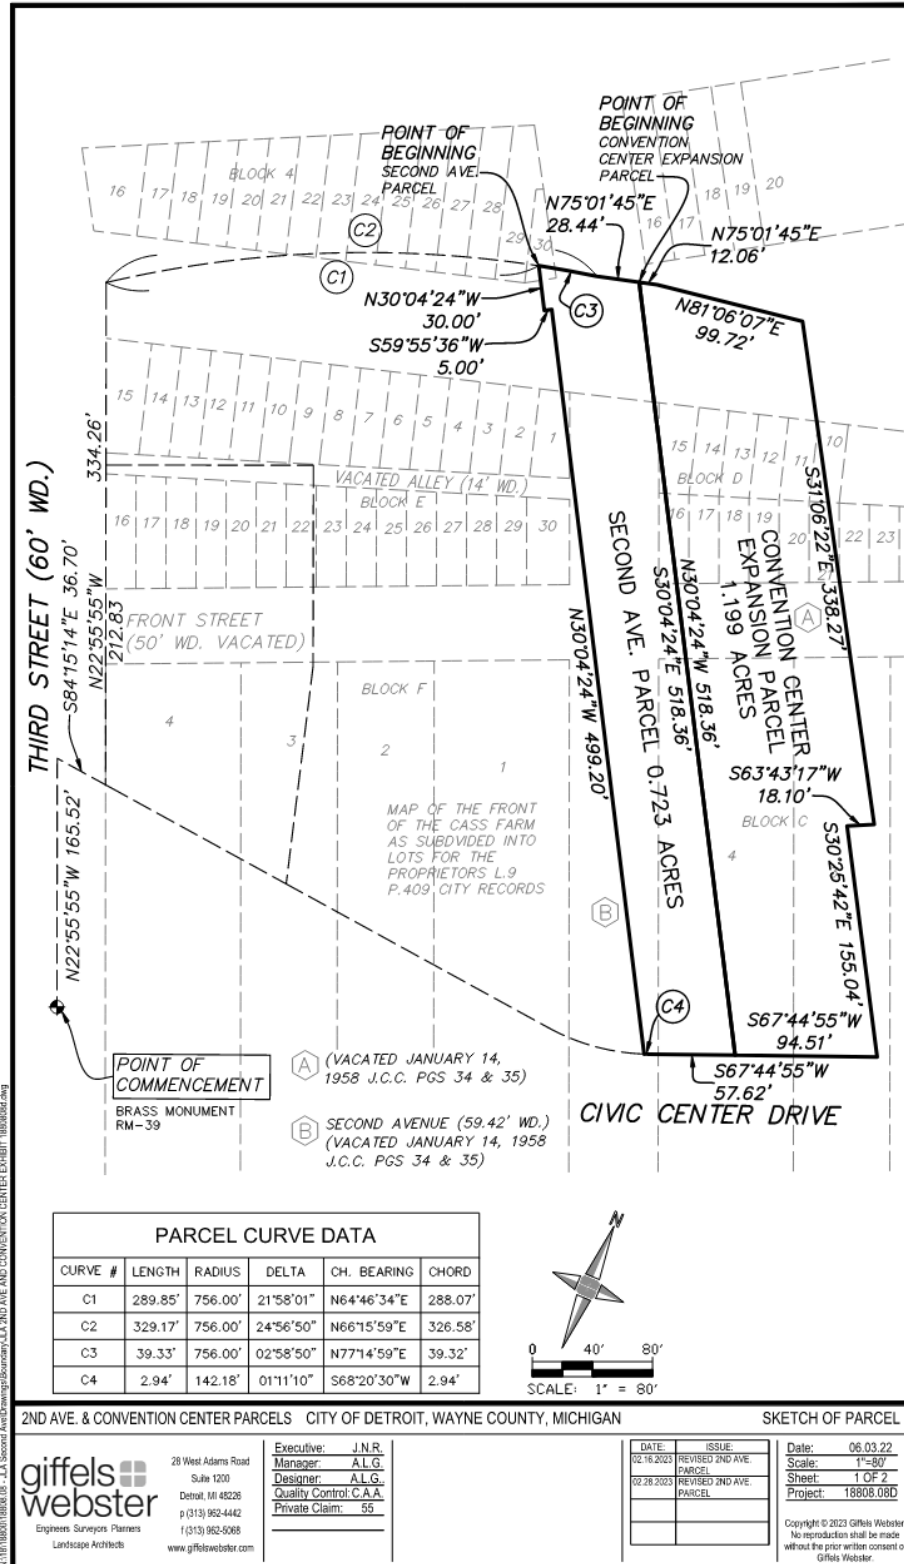 POINT OF
BEGINNING
CONVENTION
CENTER EXPANSION
PARCEL
POINT OF
BEGINNING
SECOND AVE.
PARCEL
BLOCK 4
16 17 18 19 20 21 22 23 24 25 26 27 28 29 30
16 17 18 19 20
C2
C1
N75°01'45"E
28.44'
N75°01'45"E
12.06'
C3
N30°04'24"W
30.00'
S59°55'36"W
5.00'
N81°06'07"E
99.72'
15 14 13 12 11 10 9 8 7 6 5 4 3 2 1
15 14 13 12 11 10
334.26'
VACATED ALLEY (14' WD.)
BLOCK E
BLOCK D
16 17 18 19 20 21 22 23 24 25 26 27 28 29 30
16 17 18 19 20 21 22 23
THIRD STREET (60' WD.)
S84°15'14"E 36.70'
N22°55'55"W
212.83
FRONT STREET
(50' WD. VACATED)
SECOND AVE. PARCEL 0.723 ACRES
S30°04'24"E 518.36'
N30°04'24"W 518.36'
CONVENTION CENTER
EXPANSION PARCEL
1.199 ACRES
S31°06'22"E 338.27'
A
N30°04'24"W 499.20'
BLOCK F
4
3
2
1
MAP OF THE FRONT
OF THE CASS FARM
AS SUBDVIDED INTO
LOTS FOR THE
PROPRIETORS L.9
P.409 CITY RECORDS
S63°43'17"W
18.10'
BLOCK C
4
S30°25'42"E 155.04'
B
N22°55'55"W 165.52'
C4
S67°44'55"W
94.51'
S67°44'55"W
57.62'
CIVIC CENTER DRIVE
POINT OF
COMMENCEMENT
BRASS MONUMENT
RM-39
A (VACATED JANUARY 14,
1958 J.C.C. PGS 34 & 35)
B SECOND AVENUE (59.42' WD.)
(VACATED JANUARY 14, 1958
J.C.C. PGS 34 & 35)
PARCEL CURVE DATA
CURVE # LENGTH RADIUS DELTA CH. BEARING CHORD
C1 289.85' 756.00' 21°58'01" N64°46'34"E 288.07'
C2 329.17' 756.00' 24°56'50" N66°15'59"E 326.58'
C3 39.33' 756.00' 02°58'50" N77°14'59"E 39.32'
C4 2.94' 142.18' 01°11'10" S68°20'30"W 2.94'
N
0 40' 80'
SCALE: 1" = 80'
2ND AVE. & CONVENTION CENTER PARCELS CITY OF DETROIT, WAYNE COUNTY, MICHIGAN SKETCH OF PARCEL
giffels
webster
Engineers Surveyors Planners
Landscape Architects
28 West Adams Road
Suite 1200
Detroit, MI 48226
p (313) 962-4442
f (313) 962-5068
www.giffelswebster.com
Executive: J.N.R.
Manager: A.L.G.
Designer: A.L.G.
Quality Control: C.A.A.
Private Claim: 55
DATE: ISSUE:
02.16.2023 REVISED 2ND AVE. PARCEL
02.28.2023 REVISED 2ND AVE. PARCEL
Date: 06.03.22
Scale: 1"=80'
Sheet: 1 OF 2
Project: 18808.08D
Copyright © 2023 Giffels Webster
No reproduction shall be made
without the prior written consent o
Giffels Webster.